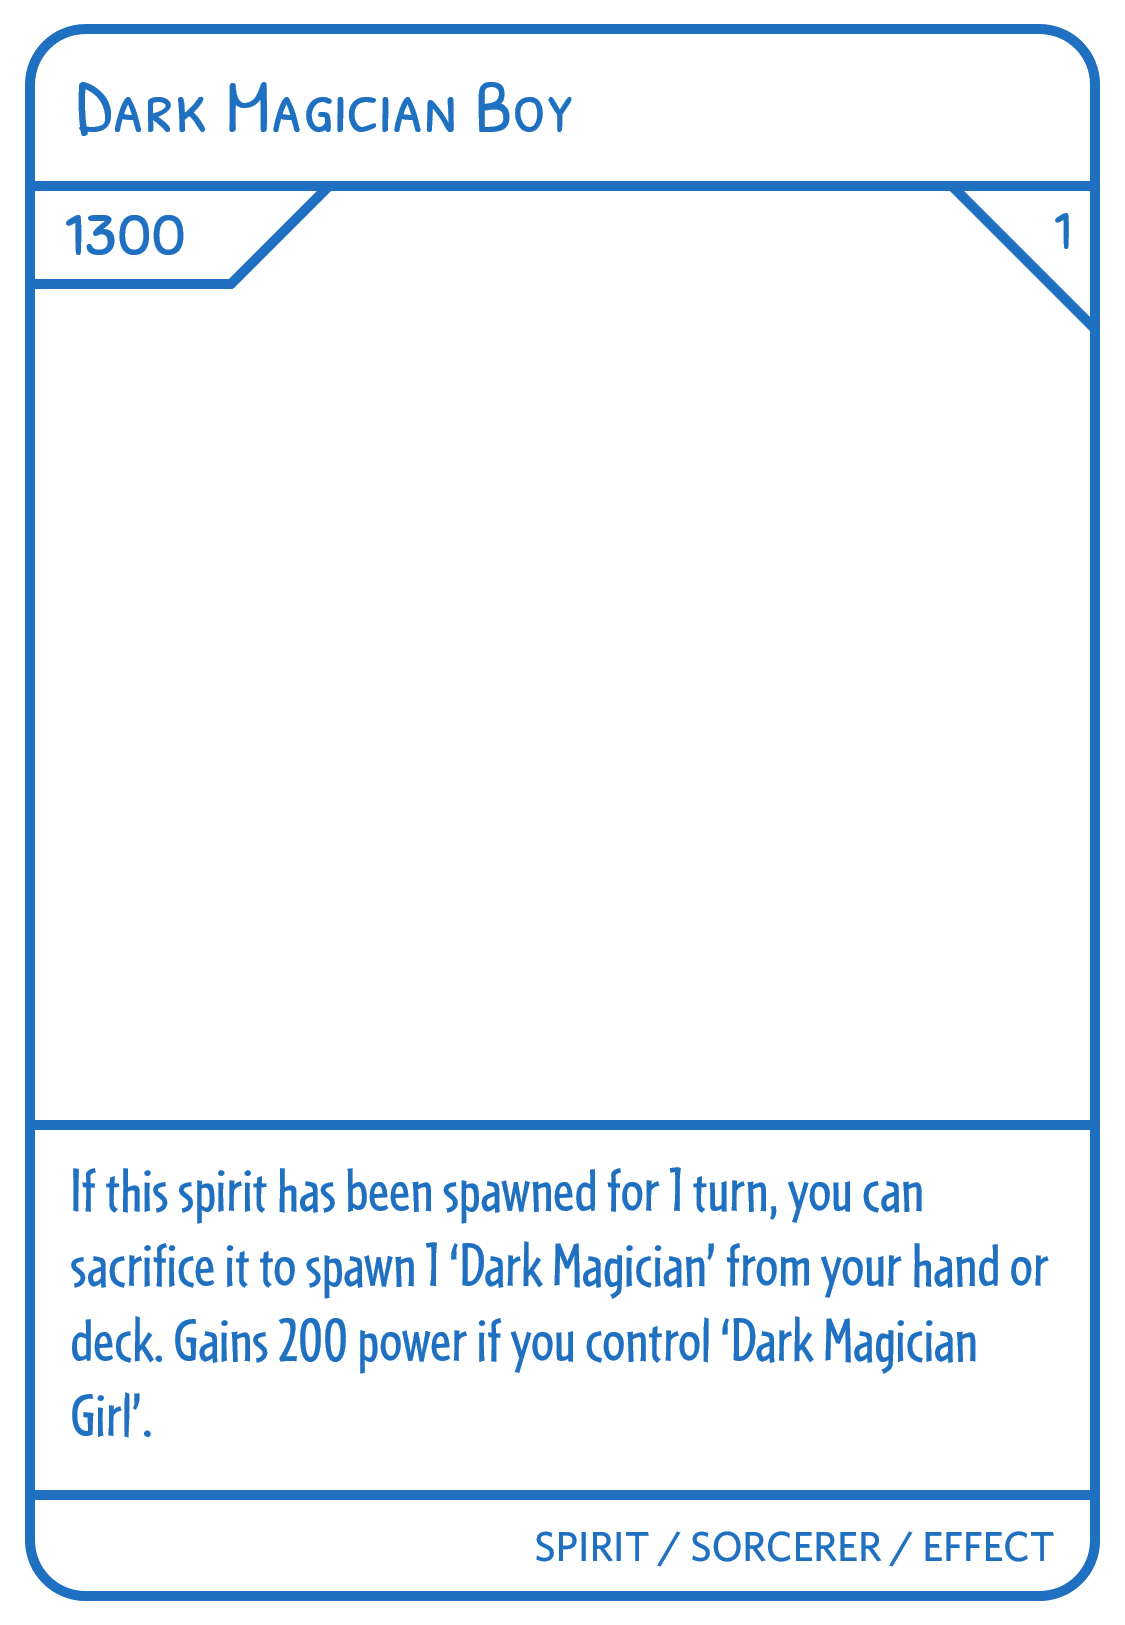 Dark Magician Boy
1300
1
If this spirit has been spawned for 1 turn, you can
sacrifice it to spawn 1 ‘Dark Magician’ from your hand or
deck. Gains 200 power if you control ‘Dark Magician
Girl’.
SPIRIT / SORCERER / EFFECT